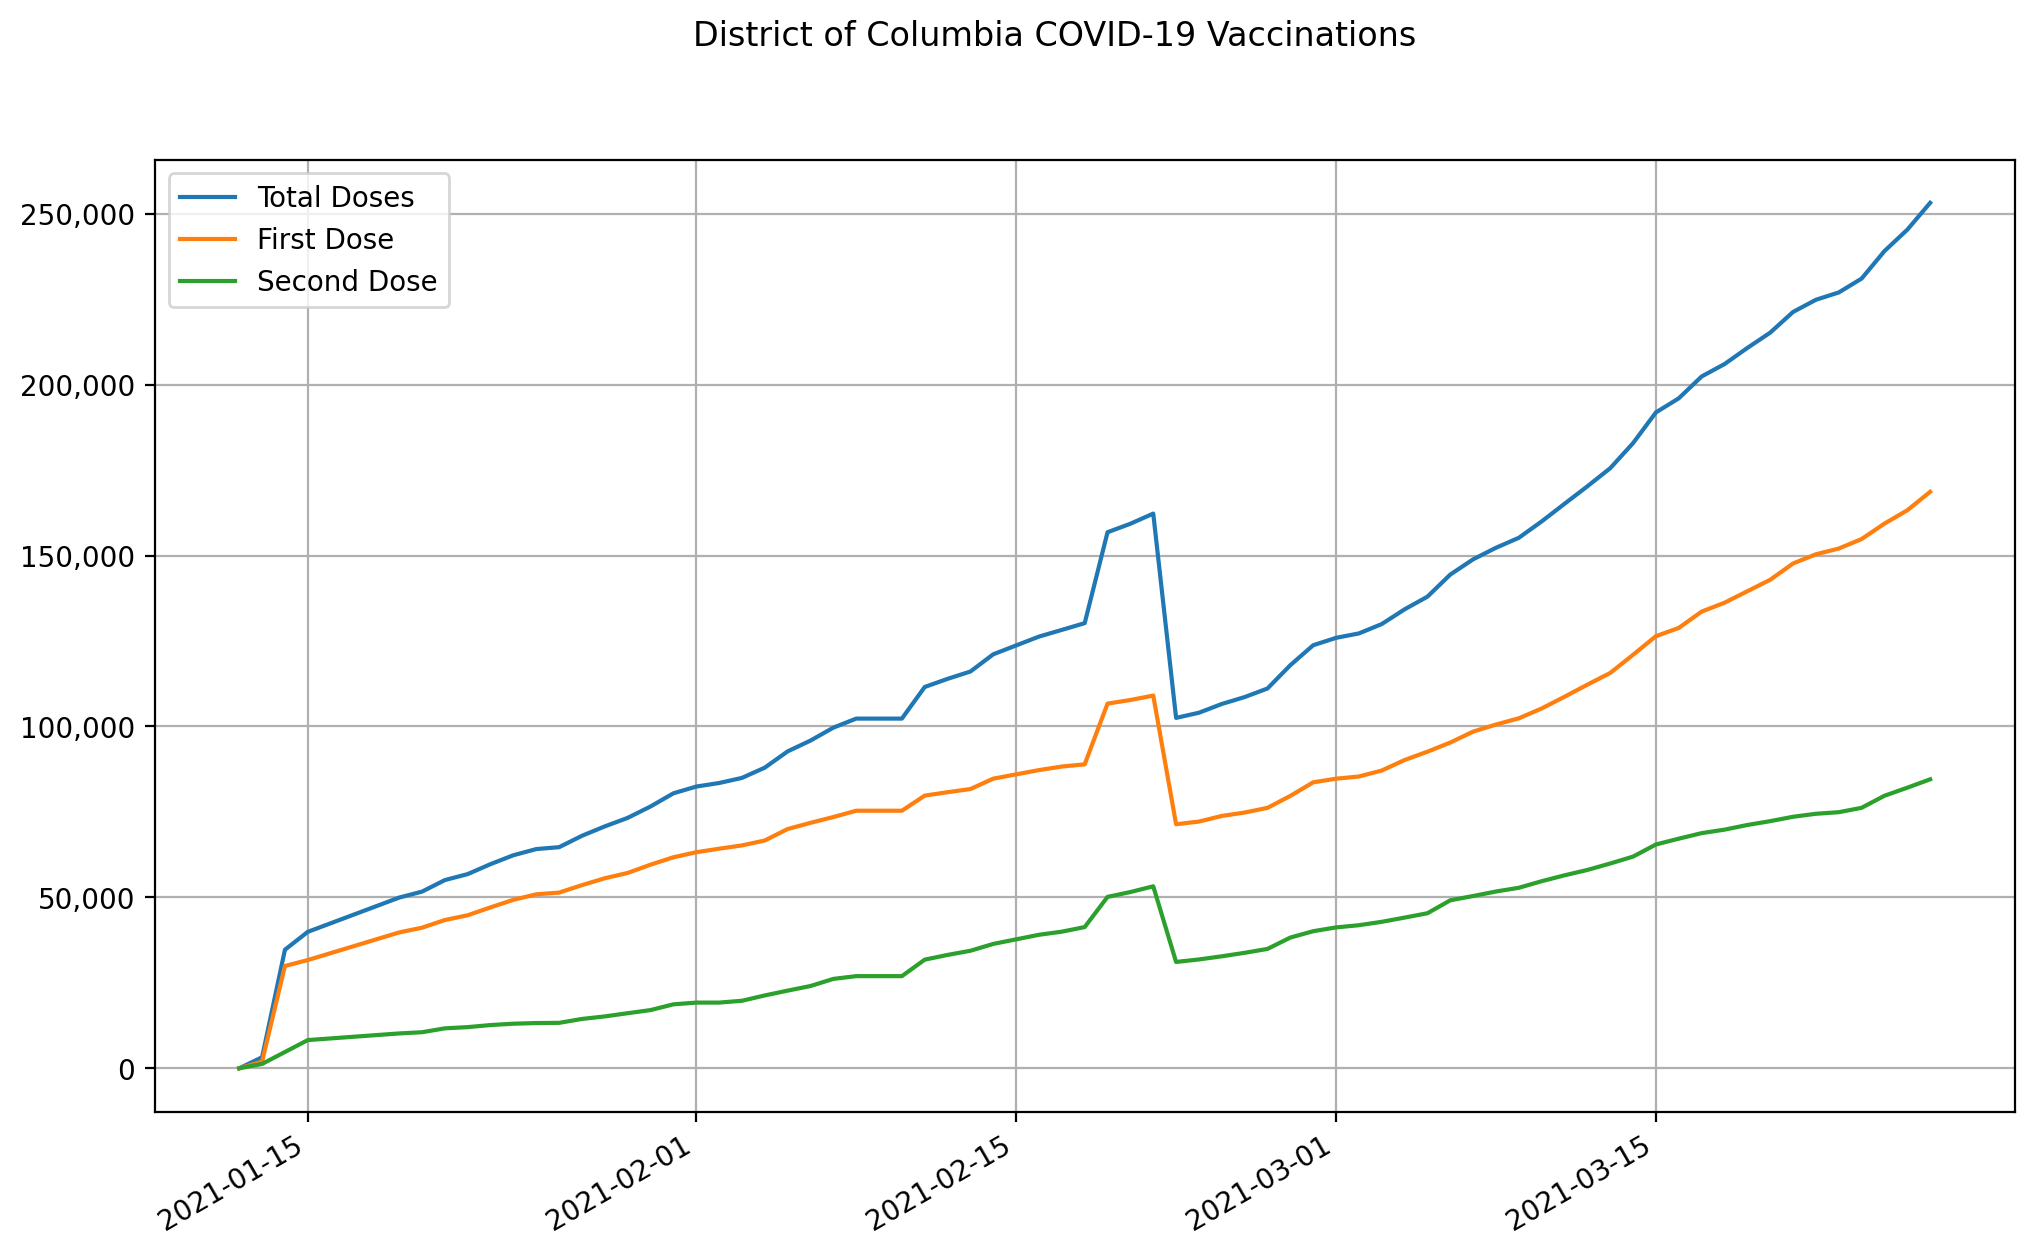 District of Columbia COVID-19 Vaccinations
Total Doses
First Dose
Second Dose
250,000
200,000
150,000
100,000
50,000
0
2021-01-15
2021-02-01
2021-02-15
2021-03-01
2021-03-15